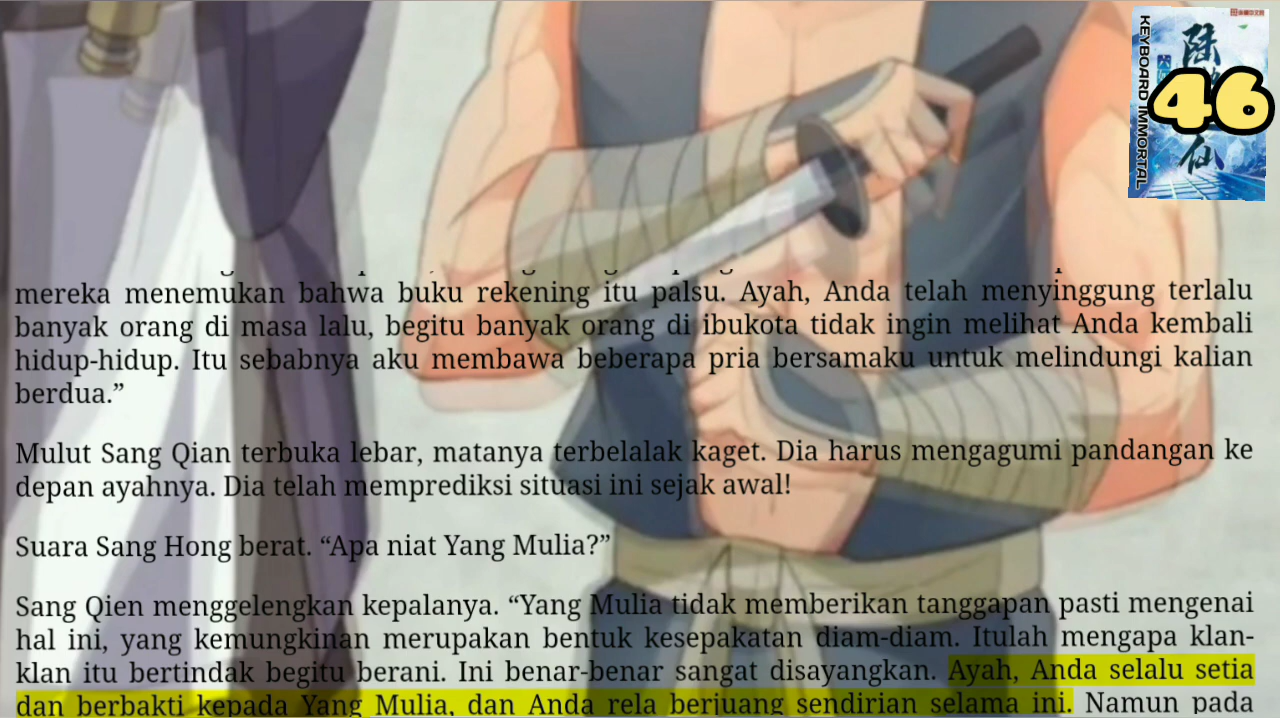 KEYBOARD IMMORTAL
46
mereka menemukan bahwa buku rekening itu palsu. Ayah, Anda telah menyinggung terlalu
banyak orang di masa lalu, begitu banyak orang di ibukota tidak ingin melihat Anda kembali
hidup-hidup. Itu sebabnya aku membawa beberapa pria bersamaku untuk melindungi kalian
berdua.”
Mulut Sang Qian terbuka lebar, matanya terbelalak kaget. Dia harus mengagumi pandangan ke
depan ayahnya. Dia telah memprediksi situasi ini sejak awal!
Suara Sang Hong berat. “Apa niat Yang Mulia?”
Sang Qien menggelengkan kepalanya. “Yang Mulia tidak memberikan tanggapan pasti mengenai
hal ini, yang kemungkinan merupakan bentuk kesepakatan diam-diam. Itulah mengapa klan-
klan itu bertindak begitu berani. Ini benar-benar sangat disayangkan. Ayah, Anda selalu setia
dan berbakti kepada Yang Mulia, dan Anda rela berjuang sendirian selama ini. Namun pada